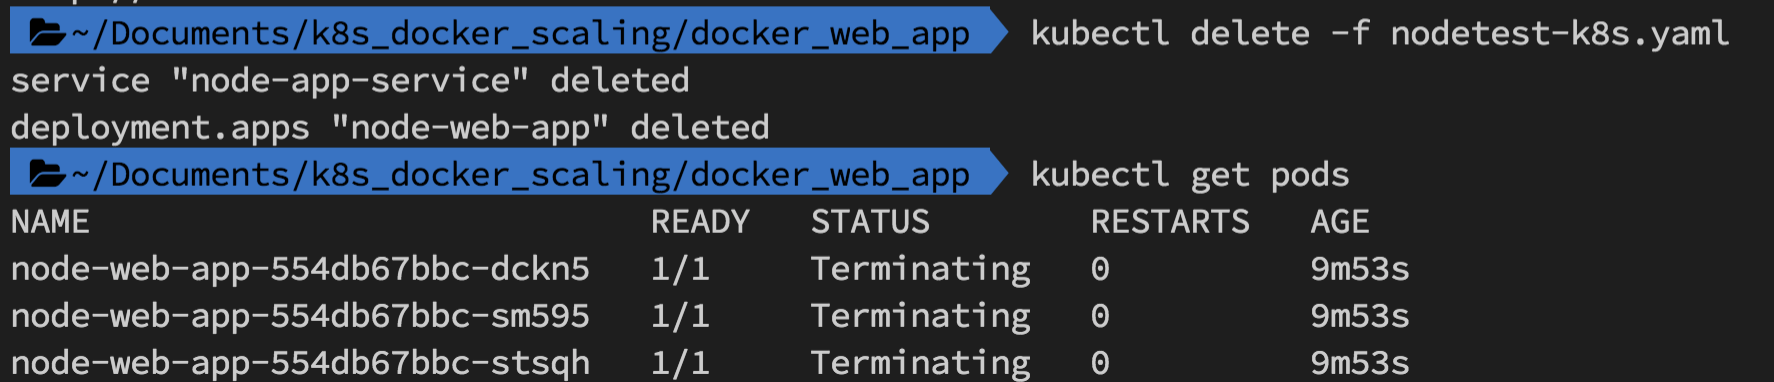 ~/Documents/k8s_docker_scaling/docker_web_app kubectl delete -f nodetest-k8s.yaml
service "node-app-service" deleted
deployment.apps "node-web-app" deleted
~/Documents/k8s_docker_scaling/docker_web_app kubectl get pods
NAME READY STATUS RESTARTS AGE
node-web-app-554db67bbc-dckn5 1/1 Terminating 0 9m53s
node-web-app-554db67bbc-sm595 1/1 Terminating 0 9m53s
node-web-app-554db67bbc-stsqh 1/1 Terminating 0 9m53s